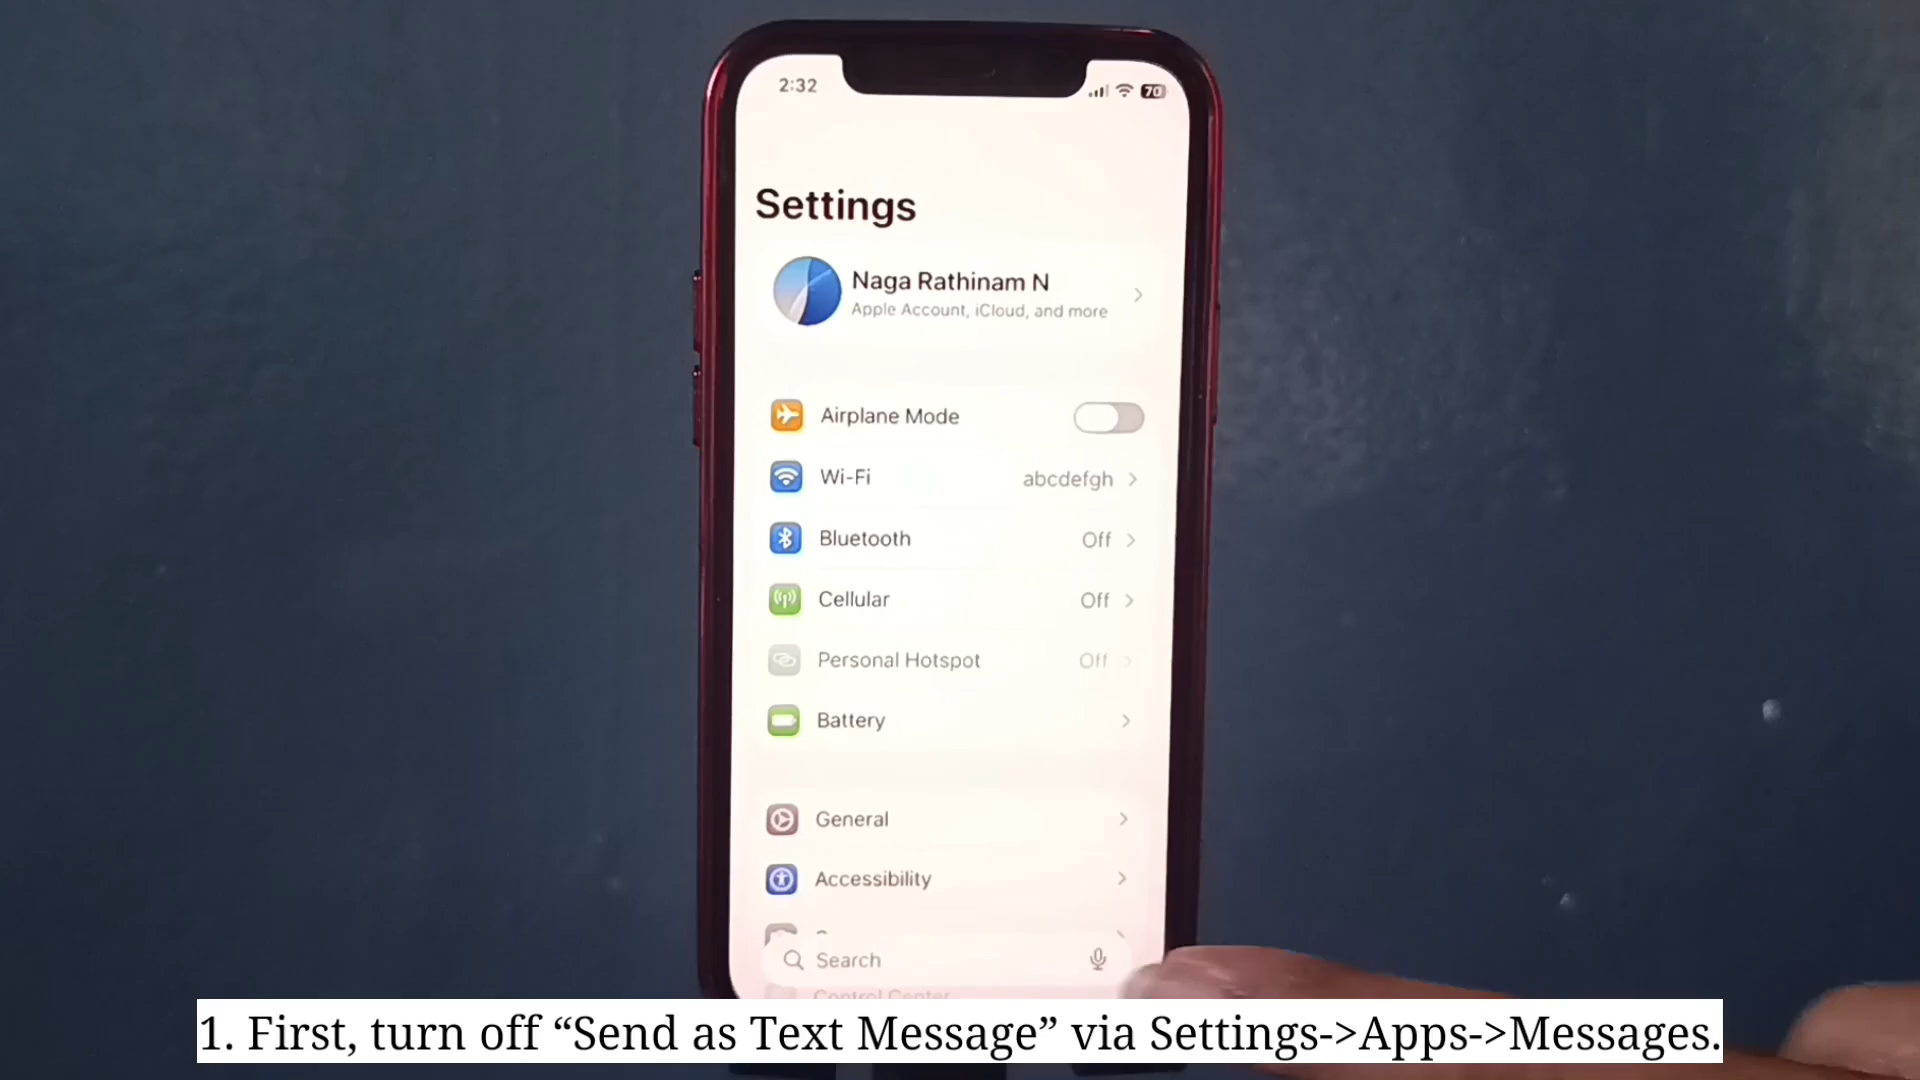 2:32
70
Settings
Naga Rathinam N
Apple Account, iCloud, and more
Airplane Mode
Wi-Fi abcdefgh
Bluetooth Off
Cellular Off
Personal Hotspot Off
Battery
General
Accessibility
Search
Control Center
1. First, turn off “Send as Text Message” via Settings->Apps->Messages.